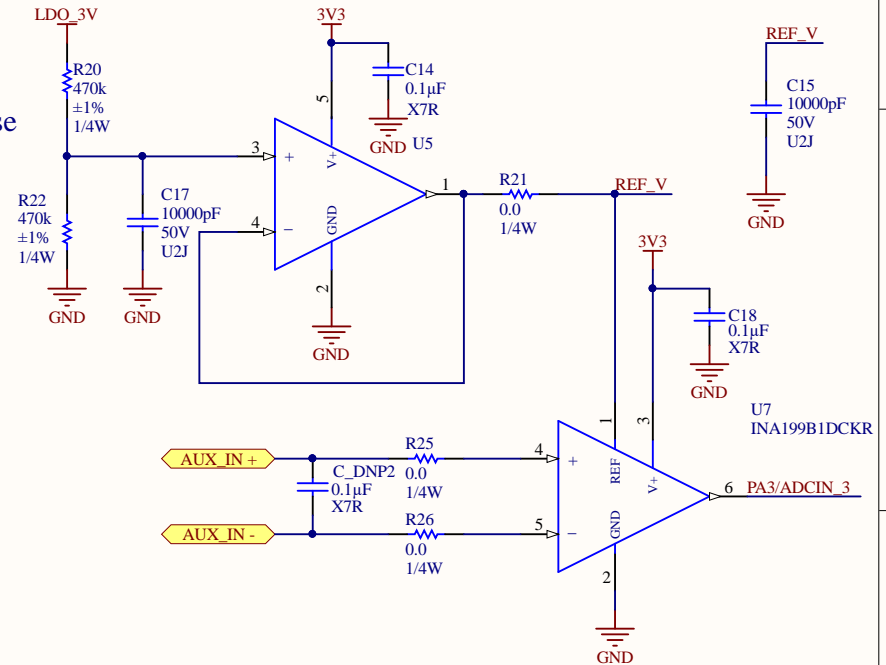 LDO_3V
R20
470k
±1%
1/4W
R22
470k
±1%
1/4W
GND
C17
10000pF
50V
U2J
GND
3V3
C14
0.1µF
X7R
GND
U5
5
3
+
V+
4
−
GND
2
GND
1
R21
0.0
1/4W
REF_V
REF_V
C15
10000pF
50V
U2J
GND
3V3
C18
0.1µF
X7R
GND
U7
INA199B1DCKR
AUX_IN +
AUX_IN -
C_DNP2
0.1µF
X7R
R25
0.0
1/4W
R26
0.0
1/4W
1
3
4
+
REF
V+
5
−
GND
2
GND
6
PA3/ADCIN_3